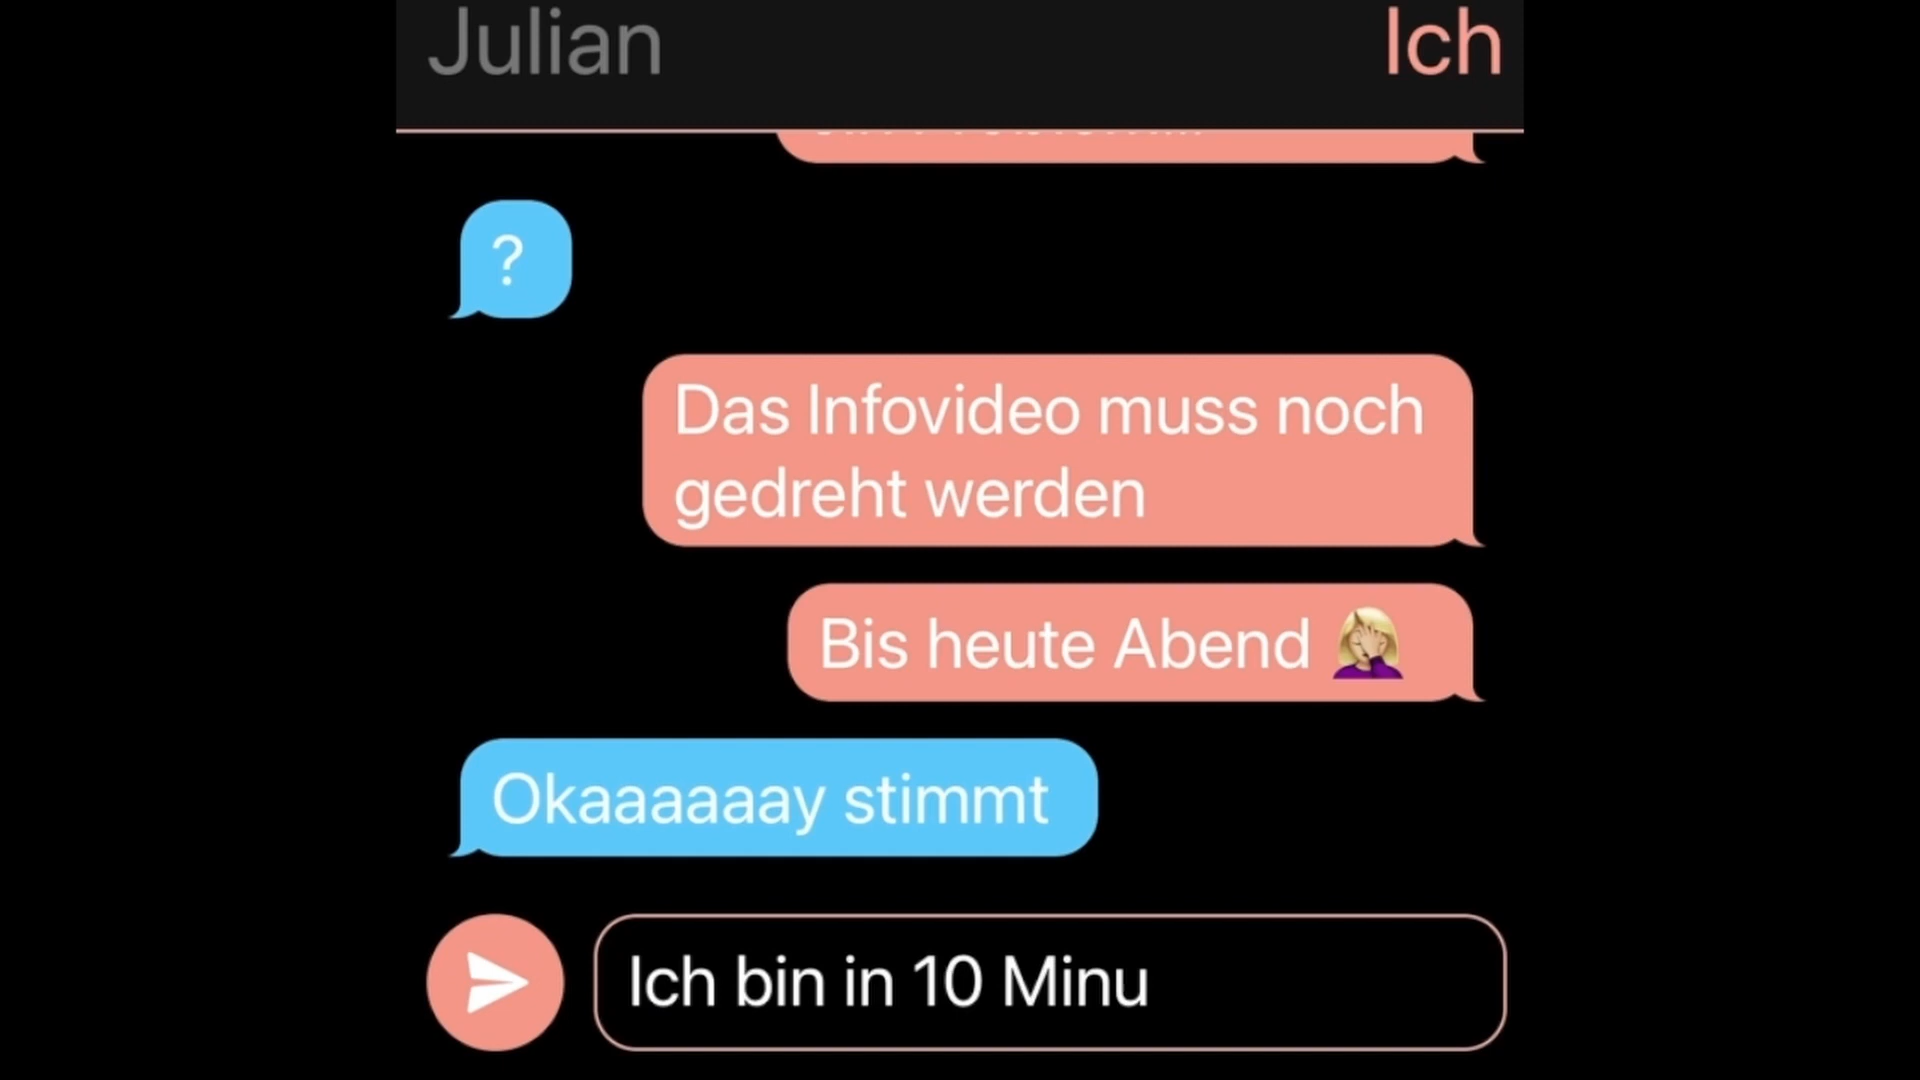 Julian
Ich
?
Das Infovideo muss noch
gedreht werden
Bis heute Abend 🤦🏼‍♀️
Okaaaaaay stimmt
Ich bin in 10 Minu